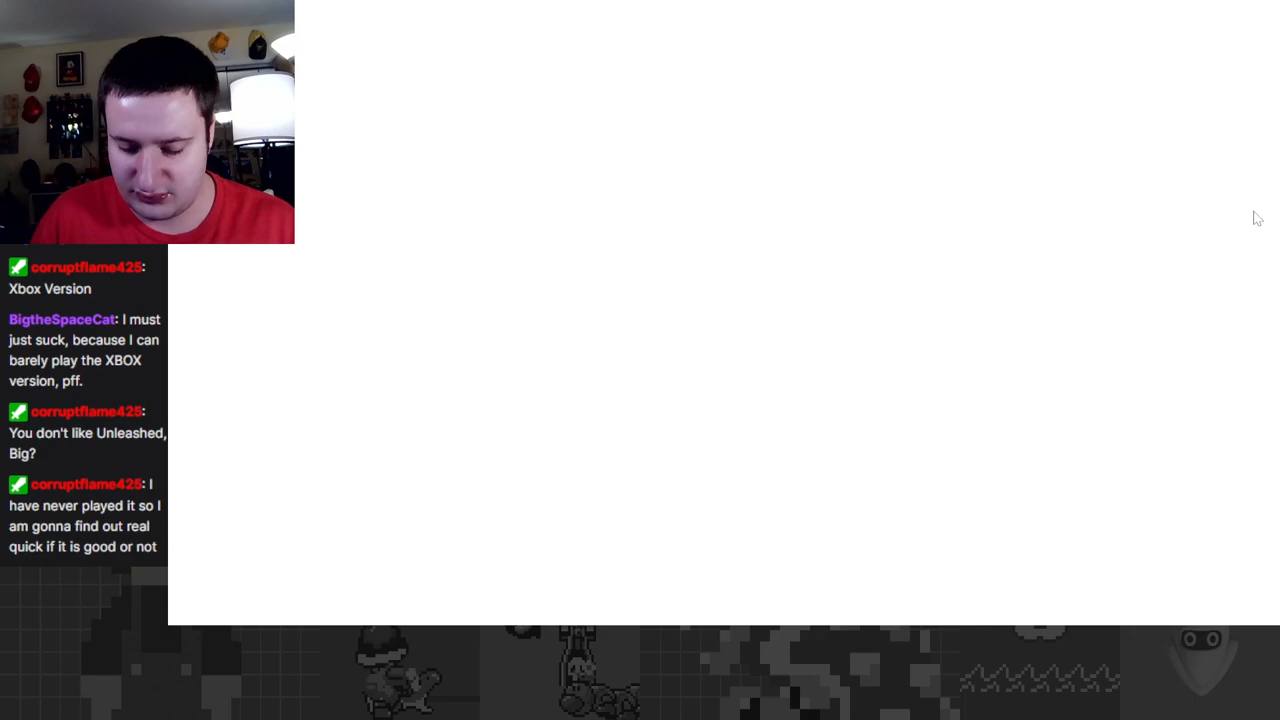 corruptflame425:
Xbox Version
BigtheSpaceCat: I must
just suck, because I can
barely play the XBOX
version, pff.
corruptflame425:
You don't like Unleashed,
Big?
corruptflame425: I
have never played it so I
am gonna find out real
quick if it is good or not